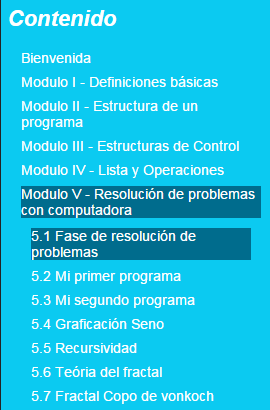 Contenido
Bienvenida
Modulo I - Definiciones básicas
Modulo II - Estructura de un
programa
Modulo III - Estructuras de Control
Modulo IV - Lista y Operaciones
Modulo V - Resolución de problemas
con computadora
5.1 Fase de resolución de
problemas
5.2 Mi primer programa
5.3 Mi segundo programa
5.4 Graficación Seno
5.5 Recursividad
5.6 Teória del fractal
5.7 Fractal Copo de vonkoch